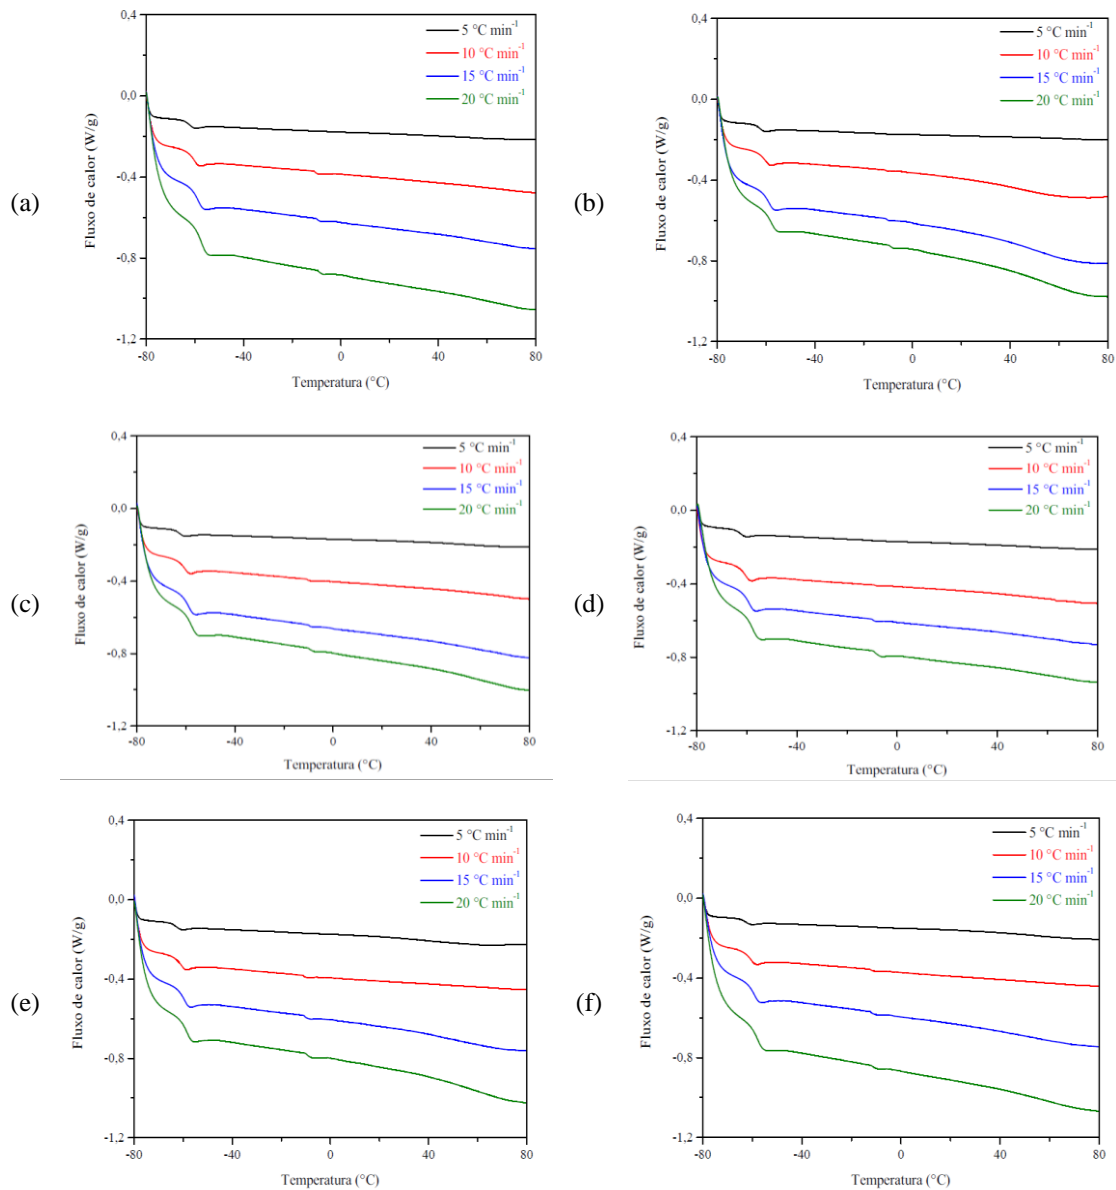 (a)
0,4
0,0
-0,4
-0,8
-1,2
-80
-40
0
40
80
Fluxo de calor (W/g)
Temperatura (°C)
5 °C min⁻¹
10 °C min⁻¹
15 °C min⁻¹
20 °C min⁻¹
(b)
0,4
0,0
-0,4
-0,8
-1,2
-80
-40
0
40
80
Fluxo de calor (W/g)
Temperatura (°C)
5 °C min⁻¹
10 °C min⁻¹
15 °C min⁻¹
20 °C min⁻¹
(c)
0,4
0,0
-0,4
-0,8
-1,2
-80
-40
0
40
80
Fluxo de calor (W/g)
Temperatura (°C)
5 °C min⁻¹
10 °C min⁻¹
15 °C min⁻¹
20 °C min⁻¹
(d)
0,4
0,0
-0,4
-0,8
-1,2
-80
-40
0
40
80
Fluxo de calor (W/g)
Temperatura (°C)
5 °C min⁻¹
10 °C min⁻¹
15 °C min⁻¹
20 °C min⁻¹
(e)
0,4
0,0
-0,4
-0,8
-1,2
-80
-40
0
40
80
Fluxo de calor (W/g)
Temperatura (°C)
5 °C min⁻¹
10 °C min⁻¹
15 °C min⁻¹
20 °C min⁻¹
(f)
0,4
0,0
-0,4
-0,8
-1,2
-80
-40
0
40
80
Fluxo de calor (W/g)
Temperatura (°C)
5 °C min⁻¹
10 °C min⁻¹
15 °C min⁻¹
20 °C min⁻¹